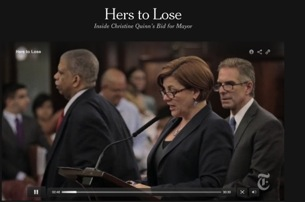 Hers to Lose
Inside Christine Quinn's Bid for Mayor
Hers to Lose